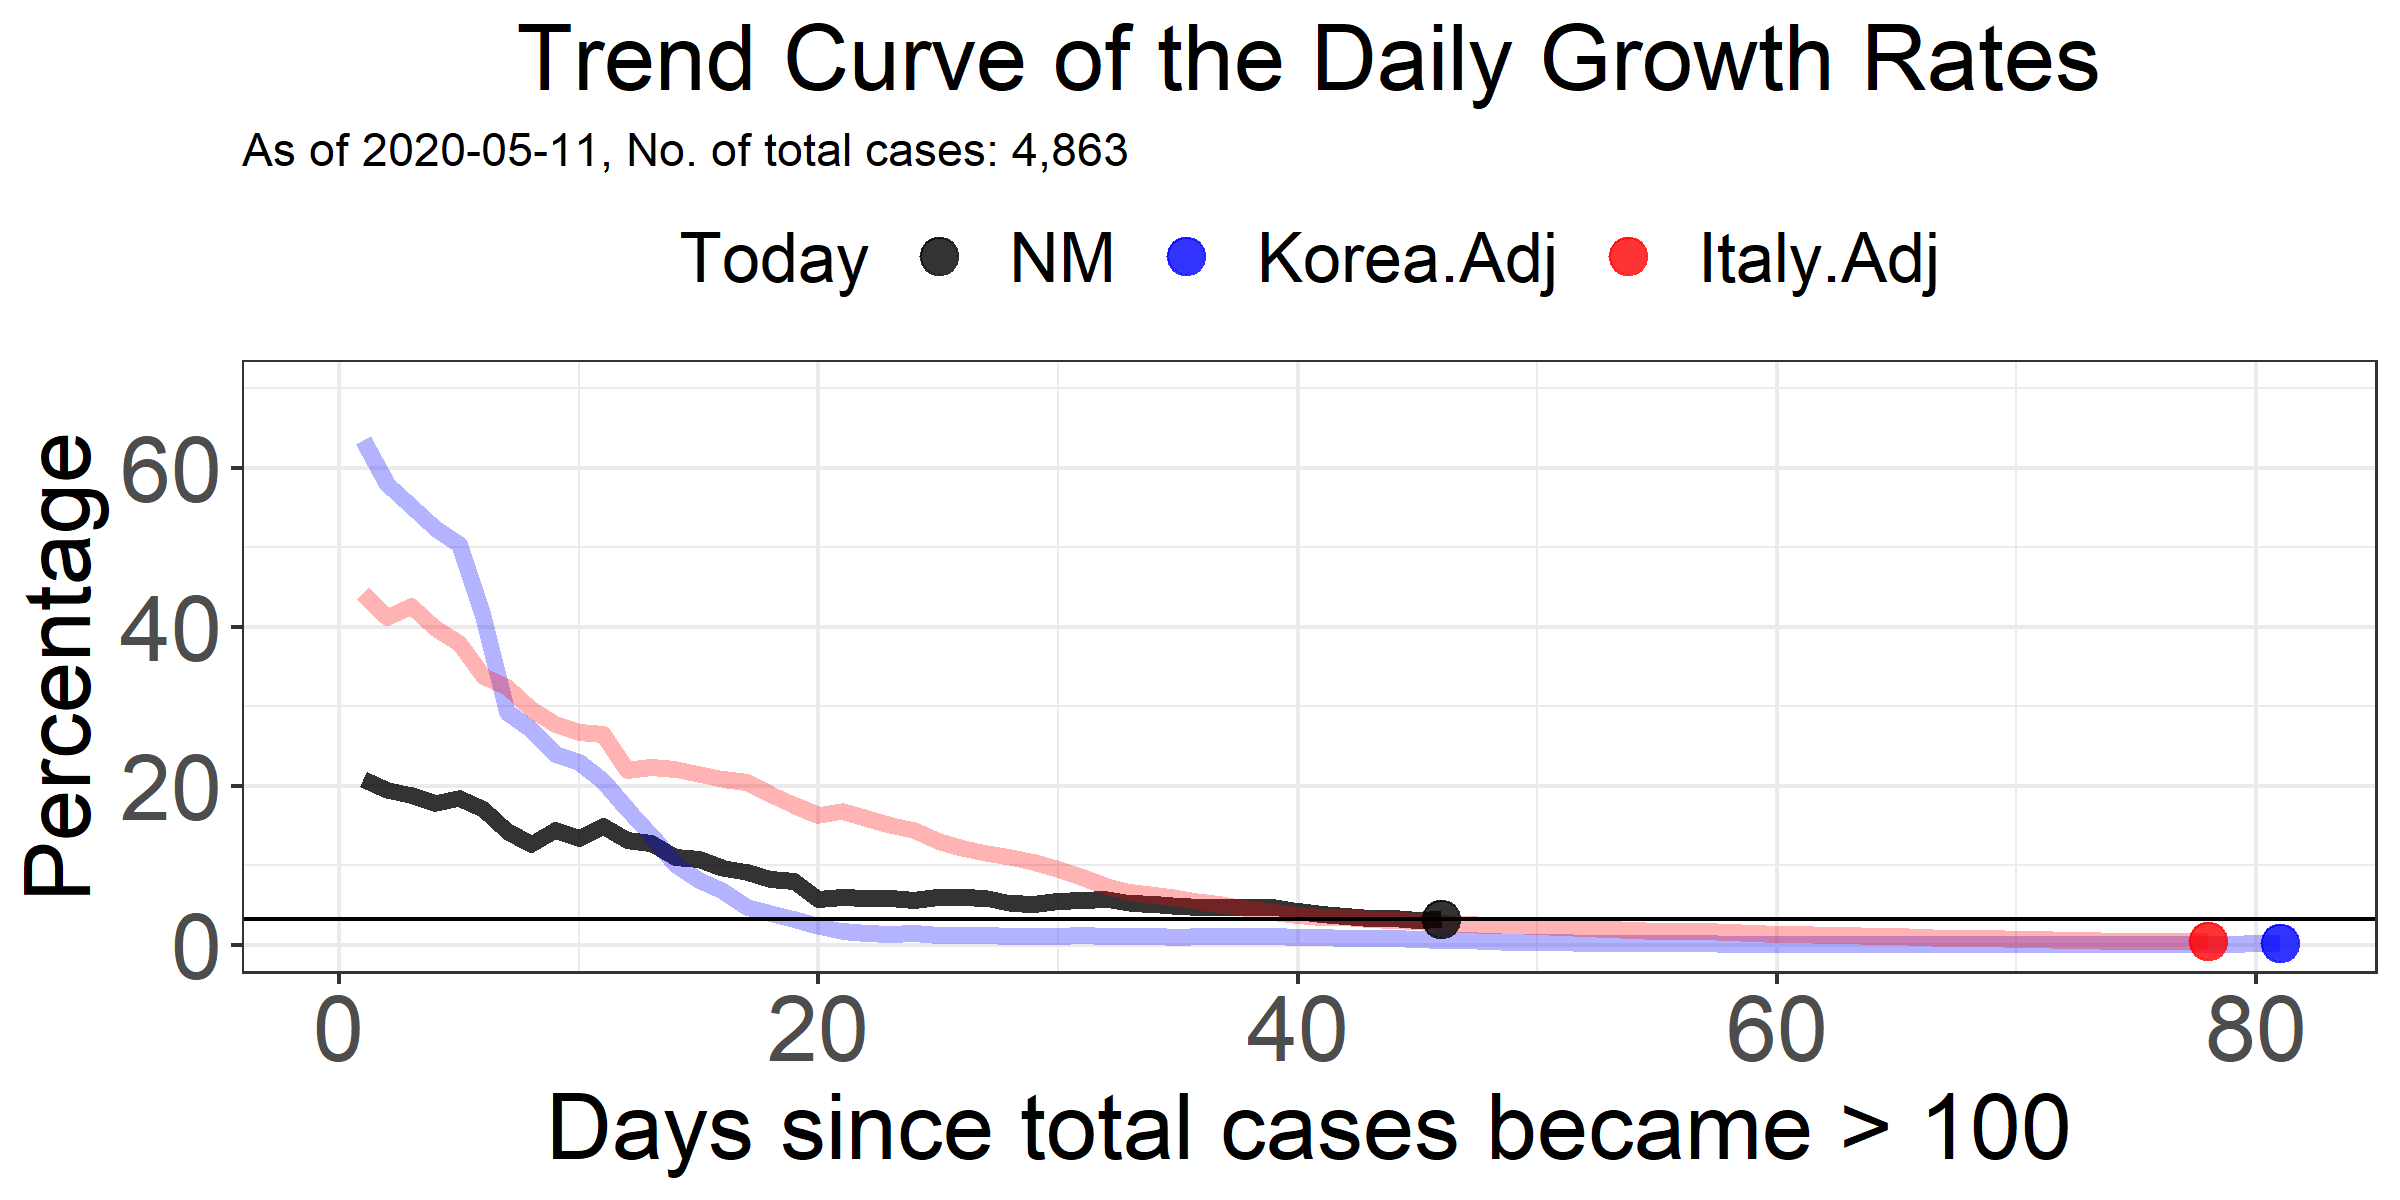 Trend Curve of the Daily Growth Rates
As of 2020-05-11, No. of total cases: 4,863
Today NM Korea.Adj Italy.Adj
Percentage
60
40
20
0
0 20 40 60 80
Days since total cases became > 100